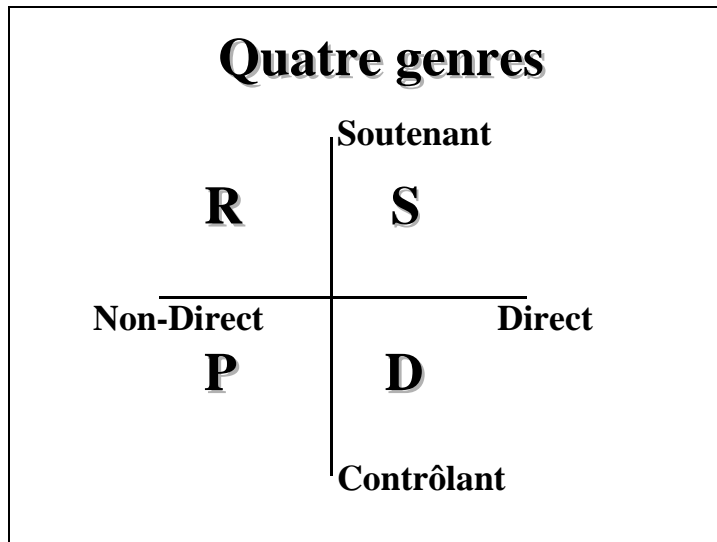 Quatre genres
Soutenant
R S
Non-Direct Direct
P D
Contrôlant